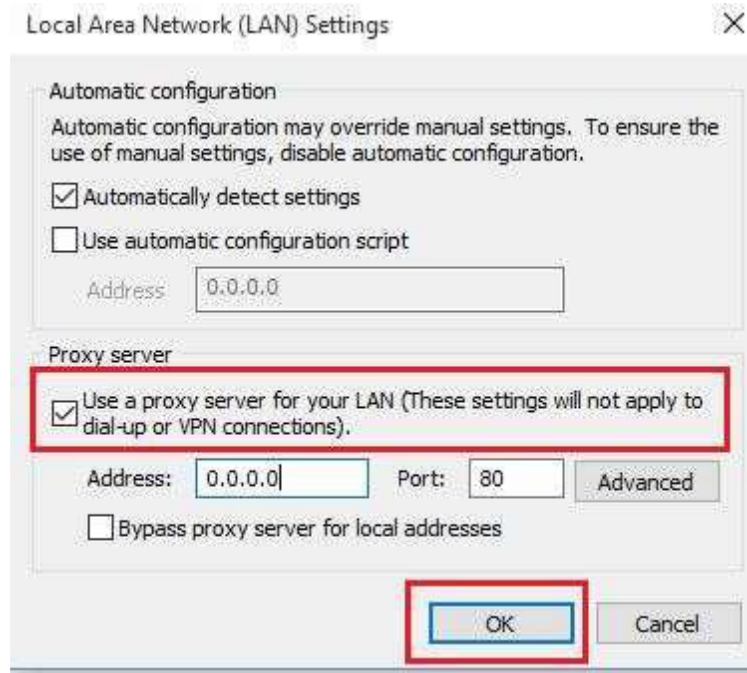 Local Area Network (LAN) Settings
Automatic configuration
Automatic configuration may override manual settings. To ensure the
use of manual settings, disable automatic configuration.
Automatically detect settings
Use automatic configuration script
Address 0.0.0.0
Proxy server
Use a proxy server for your LAN (These settings will not apply to
dial-up or VPN connections).
Address: 0.0.0.0 Port: 80 Advanced
Bypass proxy server for local addresses
OK Cancel